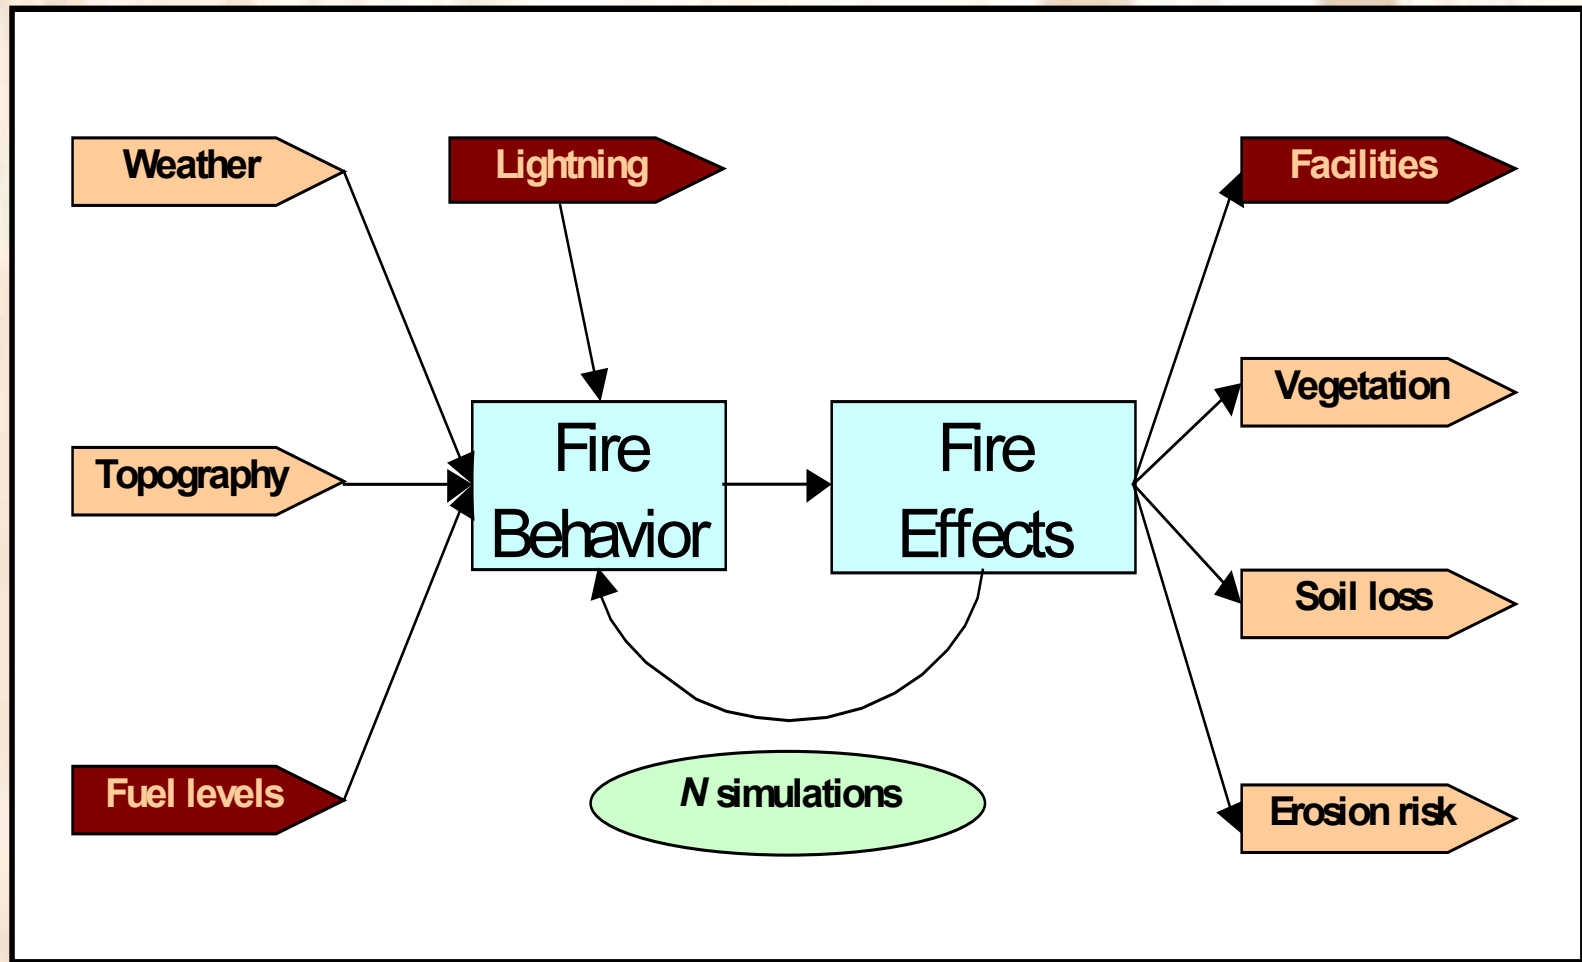 Weather
Lightning
Facilities
Vegetation
Topography
Fire
Behavior
Fire
Effects
Soil loss
Fuel levels
N simulations
Erosion risk